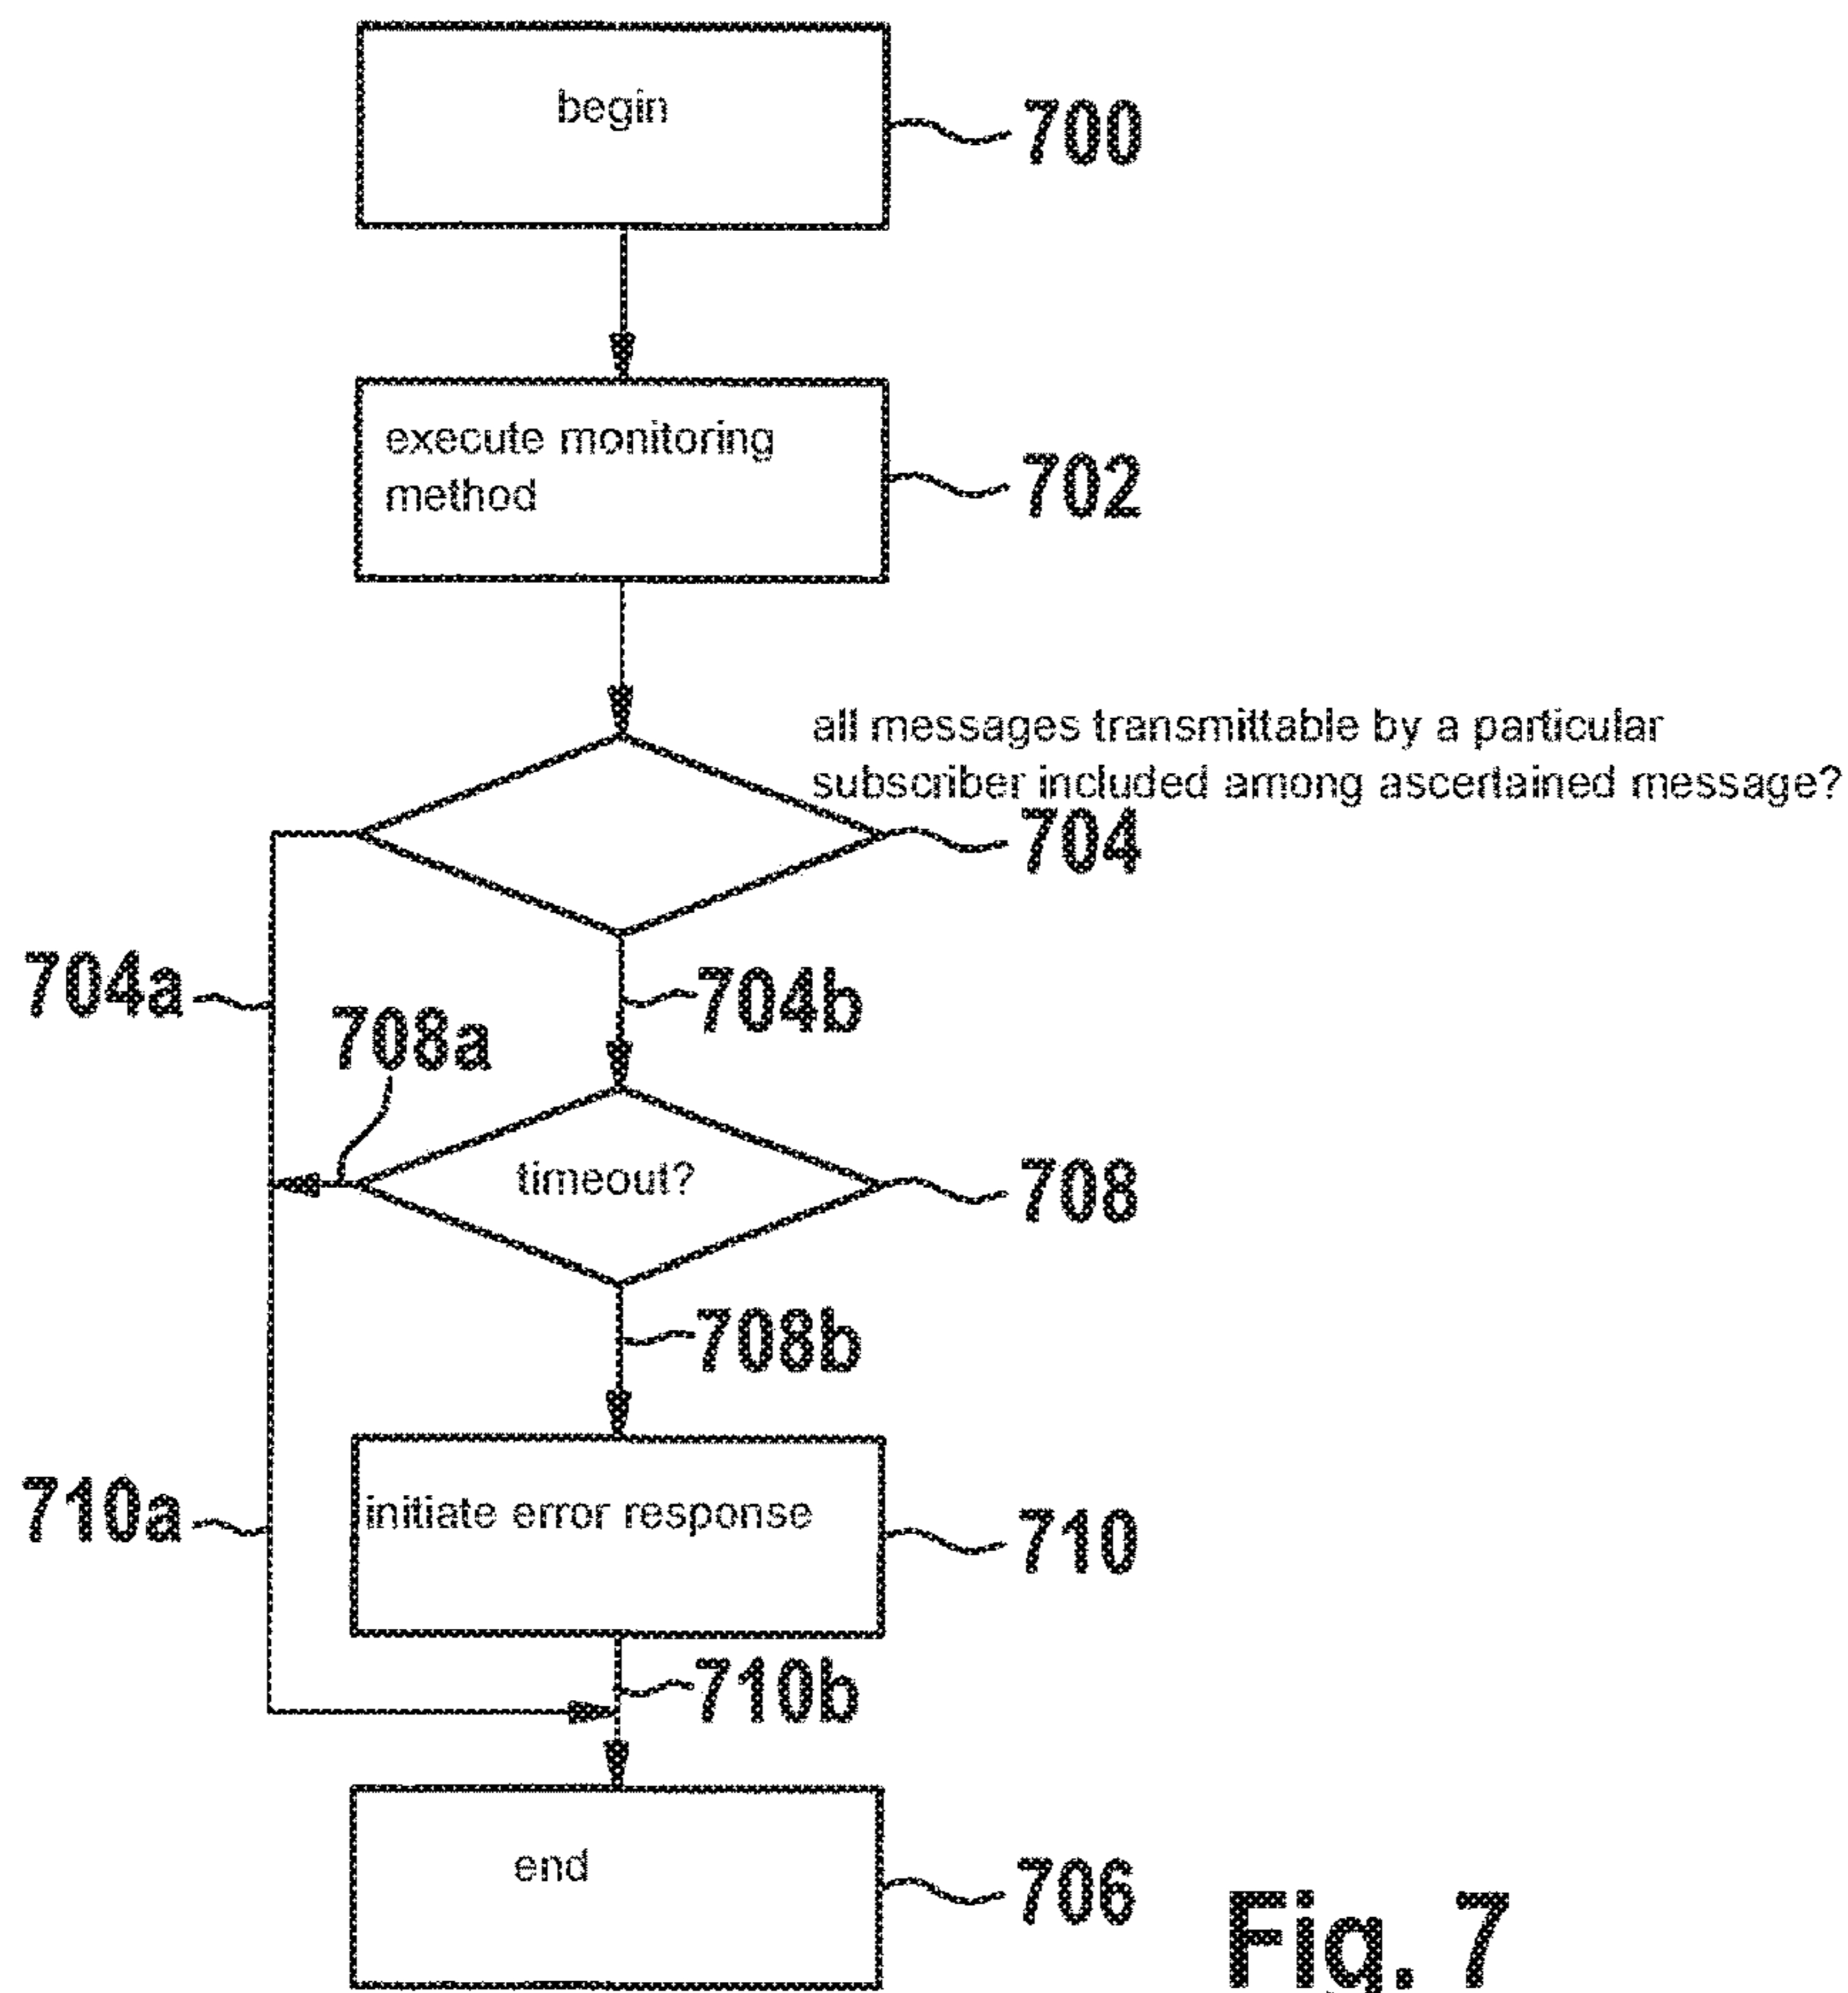 begin
700
execute monitoring
method
702
all messages transmittable by a particular
subscriber included among ascertained message?
704
704a
704b
708a
timeout?
708
708b
710a
initiate error response
710
710b
end
706
Fig. 7